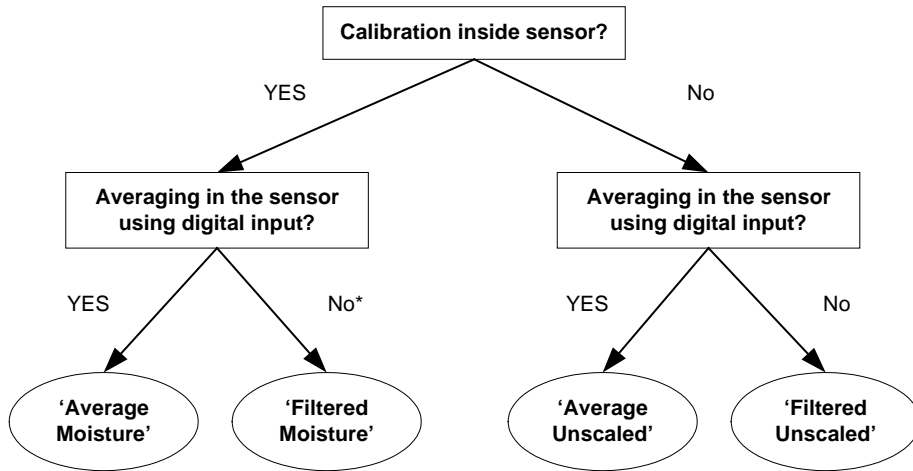 Calibration inside sensor?
YES
No
Averaging in the sensor
using digital input?
Averaging in the sensor
using digital input?
YES
No*
YES
No
‘Average
Moisture’
‘Filtered
Moisture’
‘Average
Unscaled’
‘Filtered
Unscaled’